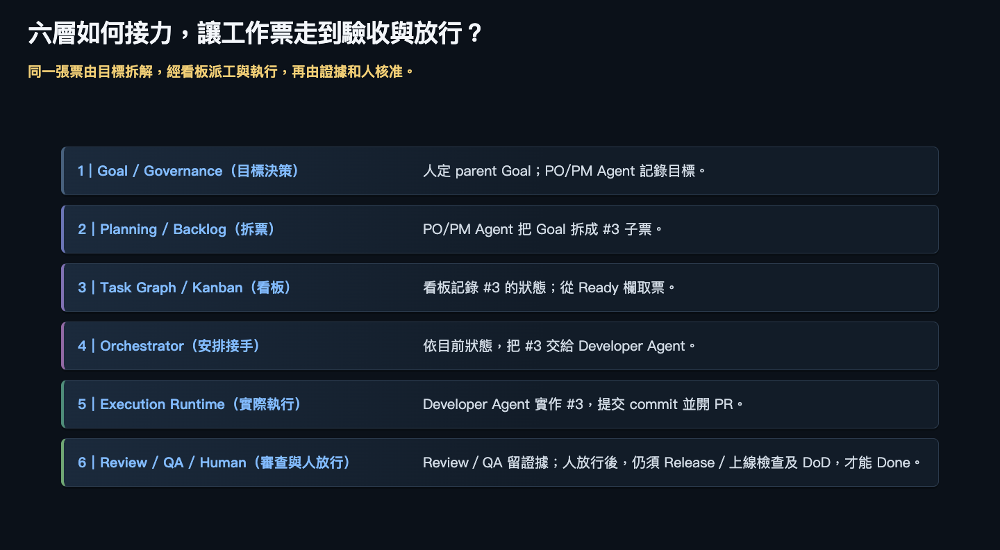 六層如何接力，讓工作票走到驗收與放行？
同一張票由目標拆解，經看板派工與執行，再由證據和人核准。
1｜Goal / Governance（目標決策）
人定 parent Goal；PO/PM Agent 記錄目標。
2｜Planning / Backlog（拆票）
PO/PM Agent 把 Goal 拆成 #3 子票。
3｜Task Graph / Kanban（看板）
看板記錄 #3 的狀態；從 Ready 欄取票。
4｜Orchestrator（安排接手）
依目前狀態，把 #3 交給 Developer Agent。
5｜Execution Runtime（實際執行）
Developer Agent 實作 #3，提交 commit 並開 PR。
6｜Review / QA / Human（審查與人放行）
Review / QA 留證據；人放行後，仍須 Release / 上線檢查及 DoD，才能 Done。